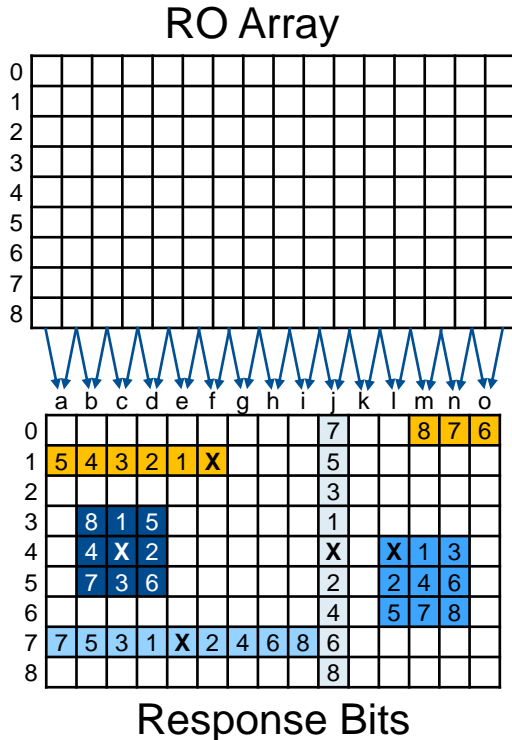 RO Array
0
1
2
3
4
5
6
7
8
a b c d e f g h i j k l m n o
0 7 8 7 6
1 5 4 3 2 1 X 5
2 3
3 8 1 5 1
4 4 X 2 X X 1 3
5 7 3 6 2 2 4 6
6 4 5 7 8
7 7 5 3 1 X 2 4 6 8 6
8 8
Response Bits